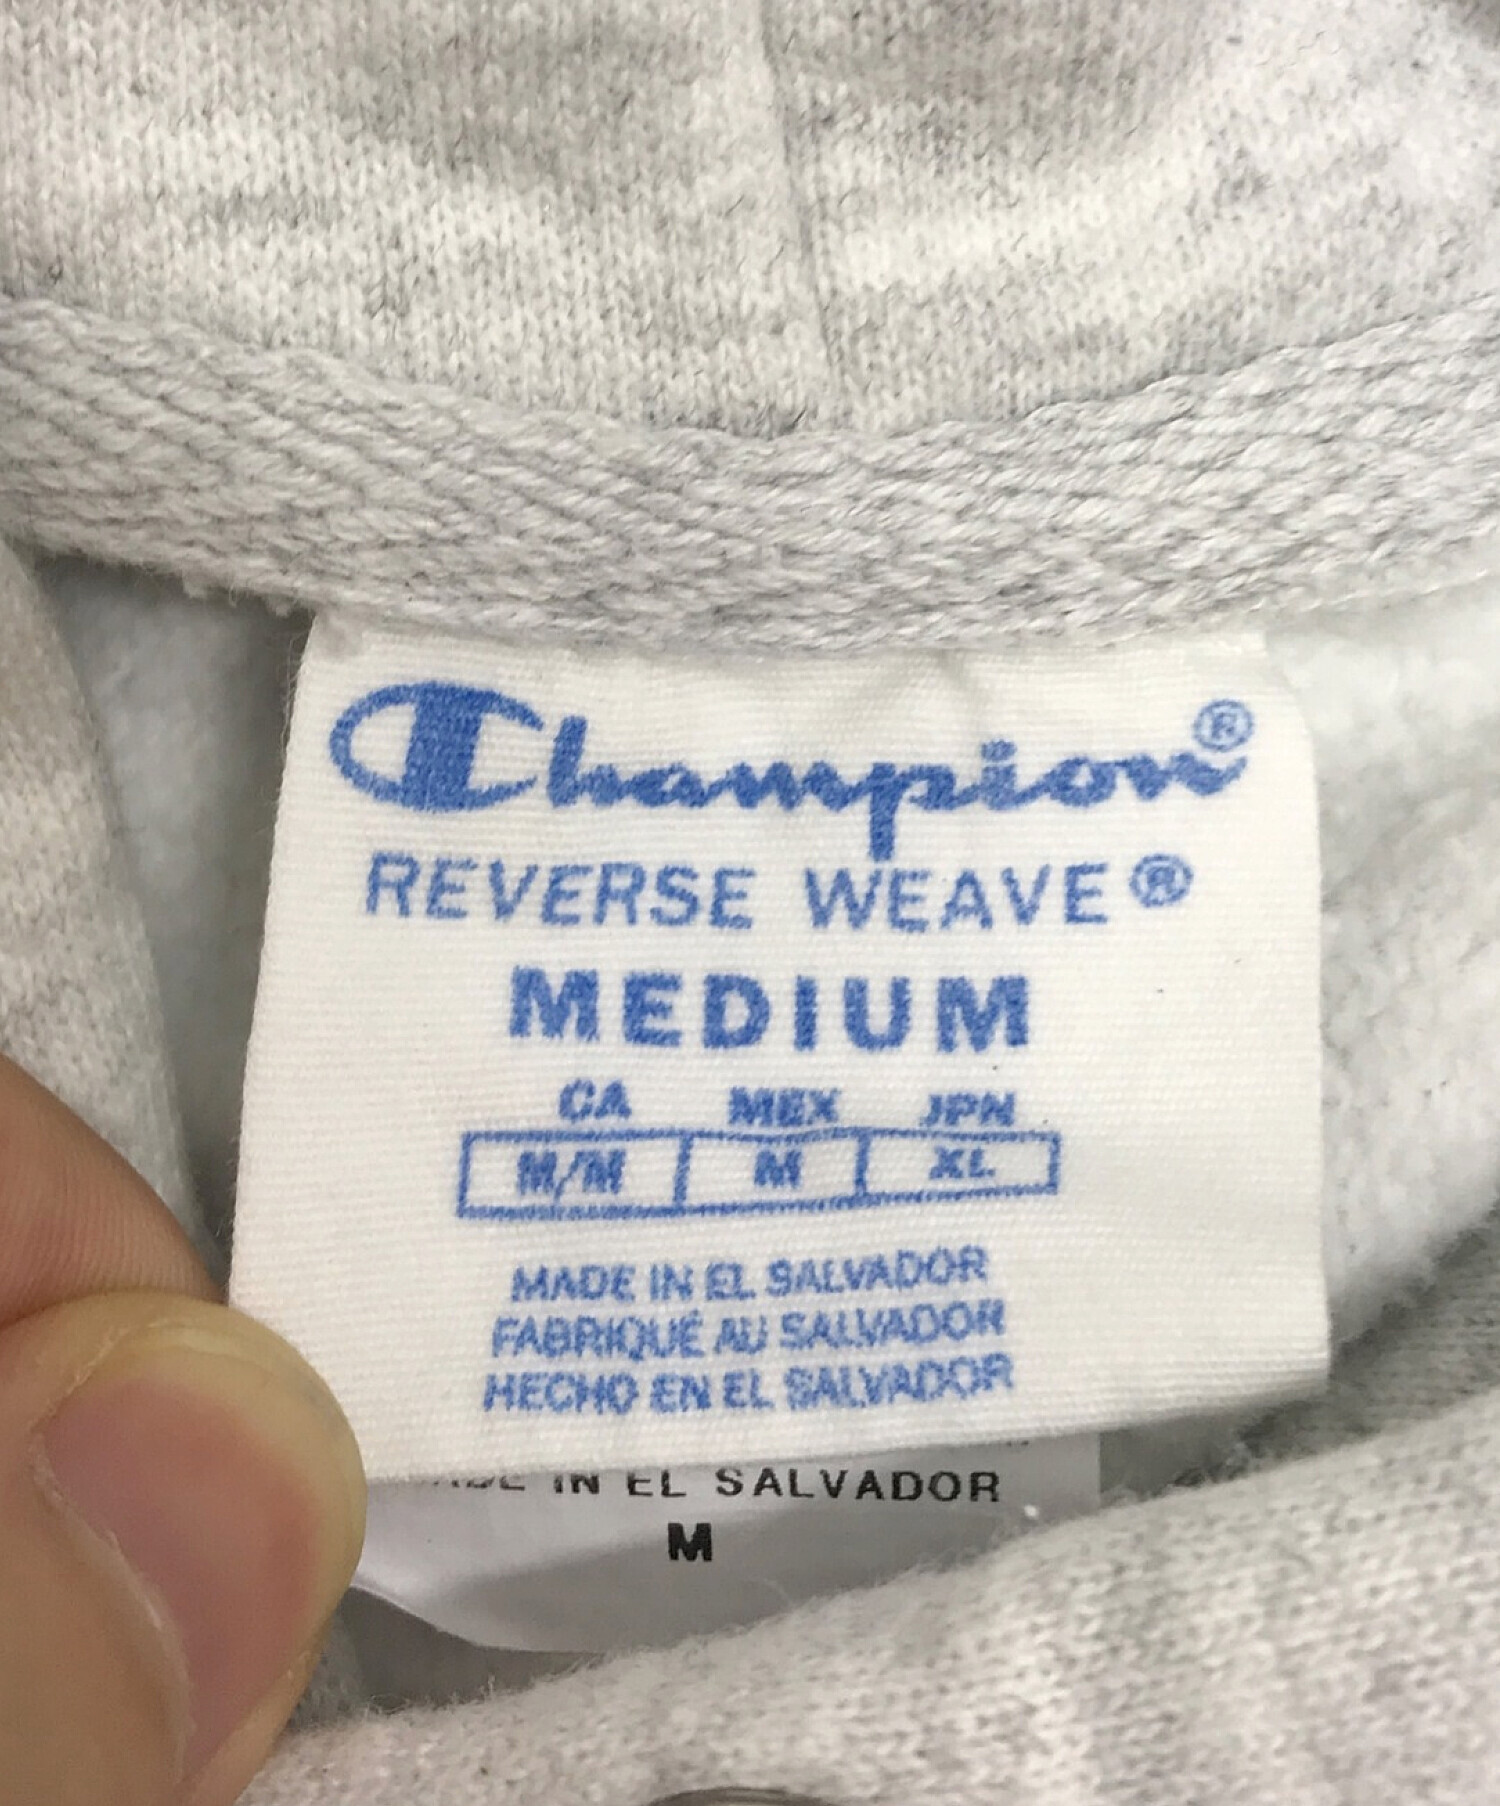 Champion®
REVERSE WEAVE®
MEDIUM
CA MEX JPN
M/M M XL
MADE IN EL SALVADOR
FABRIQUÉ AU SALVADOR
HECHO EN EL SALVADOR
IN EL SALVADOR
M